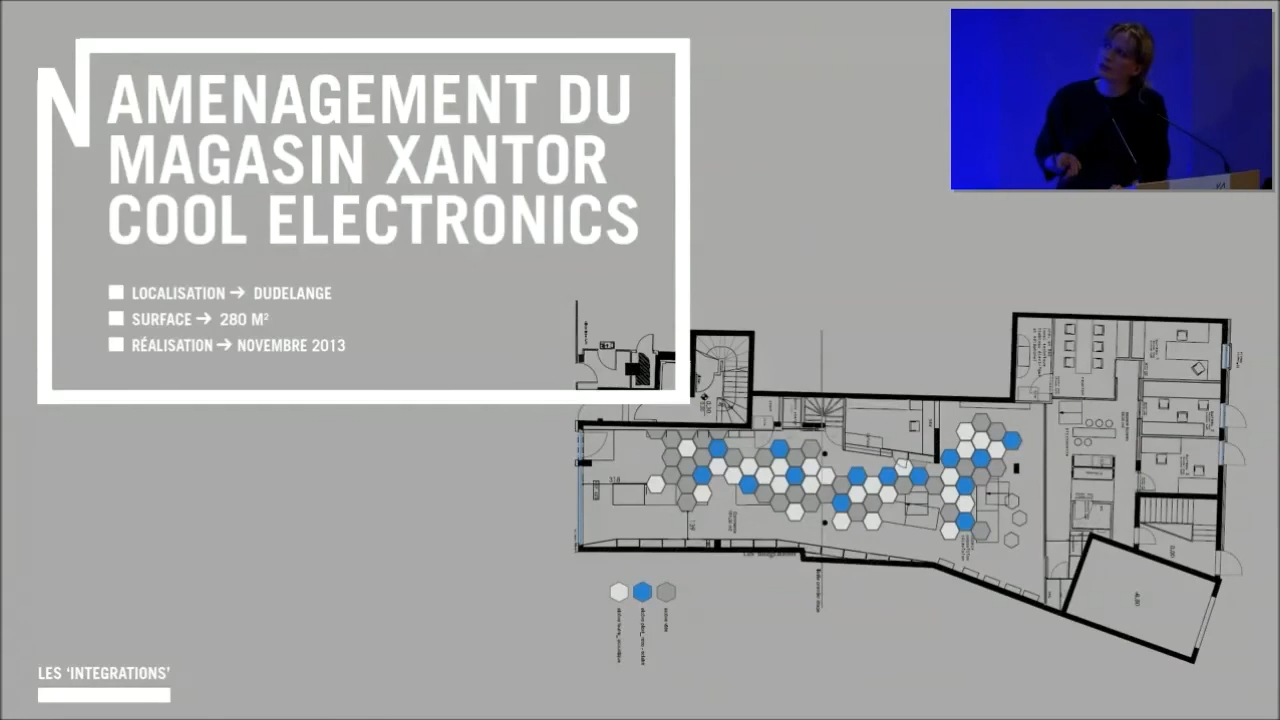 AMENAGEMENT DU
MAGASIN XANTOR
COOL ELECTRONICS
LOCALISATION → DUDELANGE
SURFACE → 280 M²
RÉALISATION → NOVEMBRE 2013
LES ‘INTEGRATIONS’